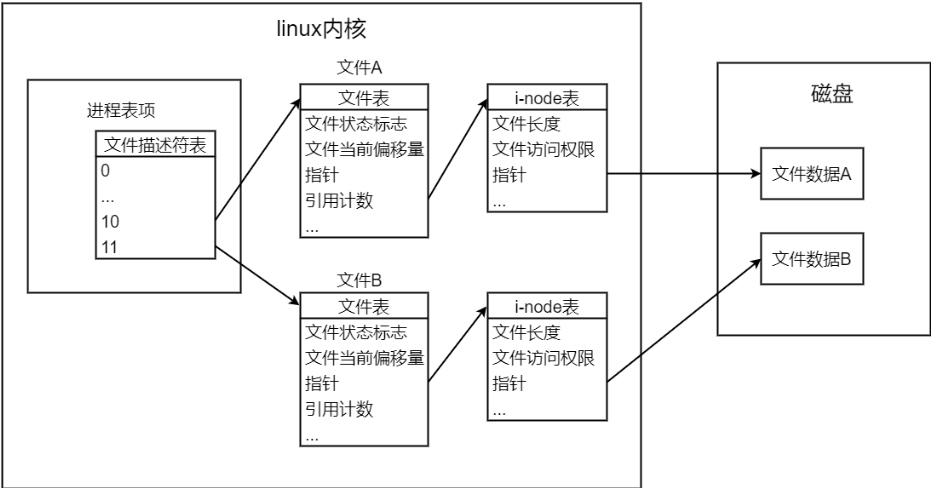 linux内核
进程表项
文件描述符表
0
...
10
11
文件A
文件表
文件状态标志
文件当前偏移量
指针
引用计数
...
i-node表
文件长度
文件访问权限
指针
...
文件B
文件表
文件状态标志
文件当前偏移量
指针
引用计数
...
i-node表
文件长度
文件访问权限
指针
...
磁盘
文件数据A
文件数据B